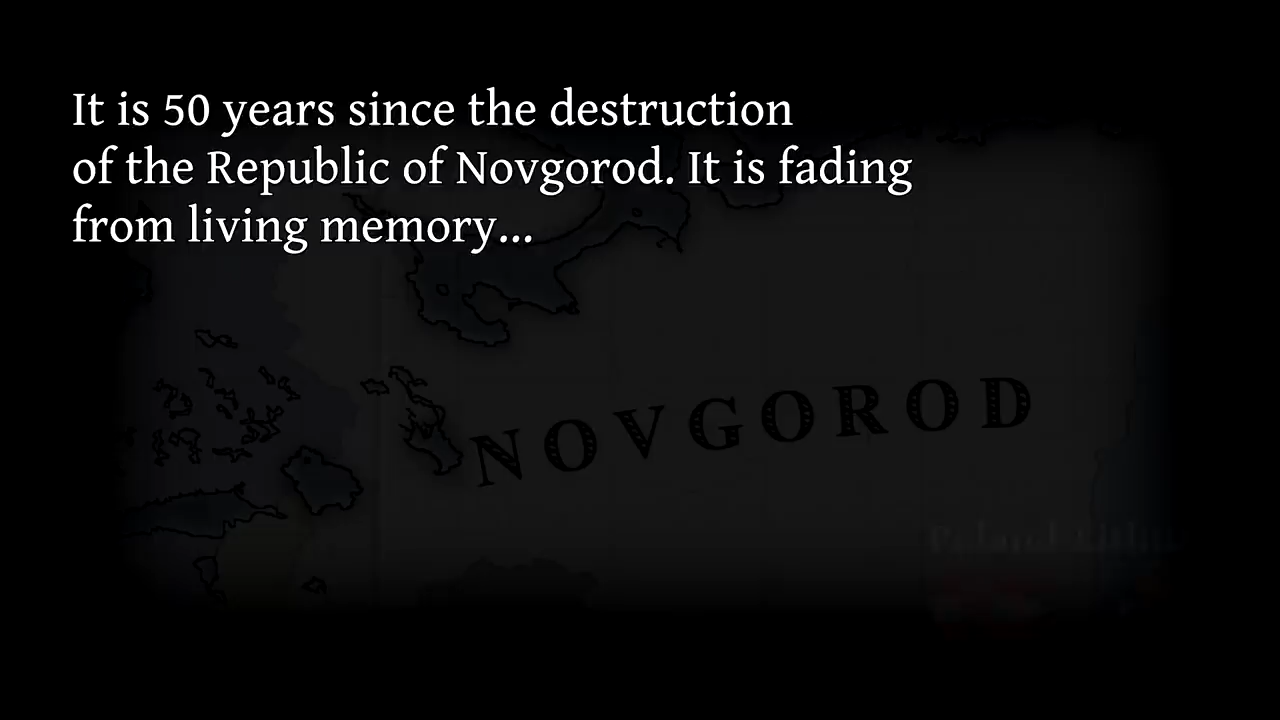 It is 50 years since the destruction
of the Republic of Novgorod. It is fading
from living memory...
NOVGOROD